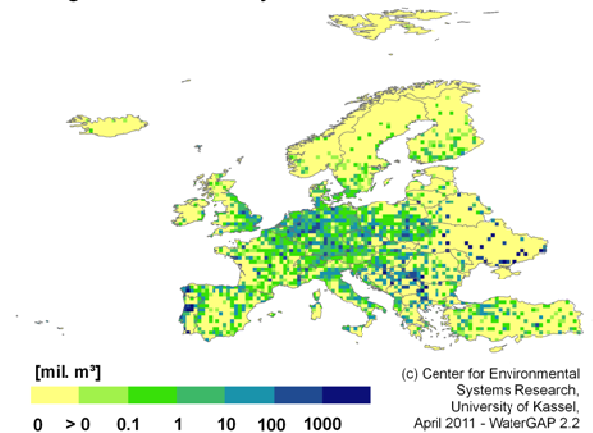 [mil. m³]
0 > 0 0.1 1 10 100 1000
(c) Center for Environmental
Systems Research,
University of Kassel,
April 2011 - WaterGAP 2.2